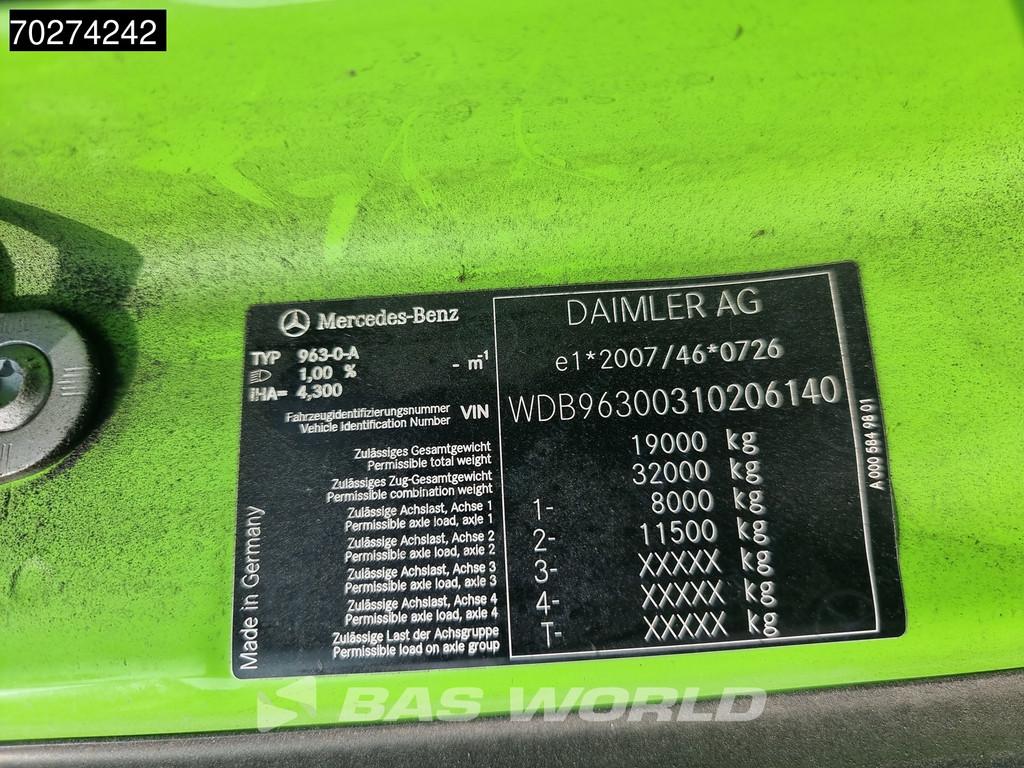 70274242
Mercedes-Benz
TYP 963-0-A
1,00 % - m⁻¹
iHA= 4,300
Fahrzeugidentifizierungsnummer
Vehicle Identification Number VIN
Zulässiges Gesamtgewicht
Permissible total weight
Zulässiges Zug-Gesamtgewicht
Permissible combination weight
Zulässige Achslast, Achse 1
Permissible axle load, axle 1
Zulässige Achslast, Achse 2
Permissible axle load, axle 2
Zulässige Achslast, Achse 3
Permissible axle load, axle 3
Zulässige Achslast, Achse 4
Permissible axle load, axle 4
Zulässige Last der Achsgruppe
Permissible load on axle group
Made in Germany
DAIMLER AG
e1*2007/46*0726
WDB96300310206140
19000 kg
32000 kg
1- 8000 kg
2- 11500 kg
3- XXXXX kg
4- XXXXX kg
T- XXXXX kg
A 000 584 98 01
BAS WORLD